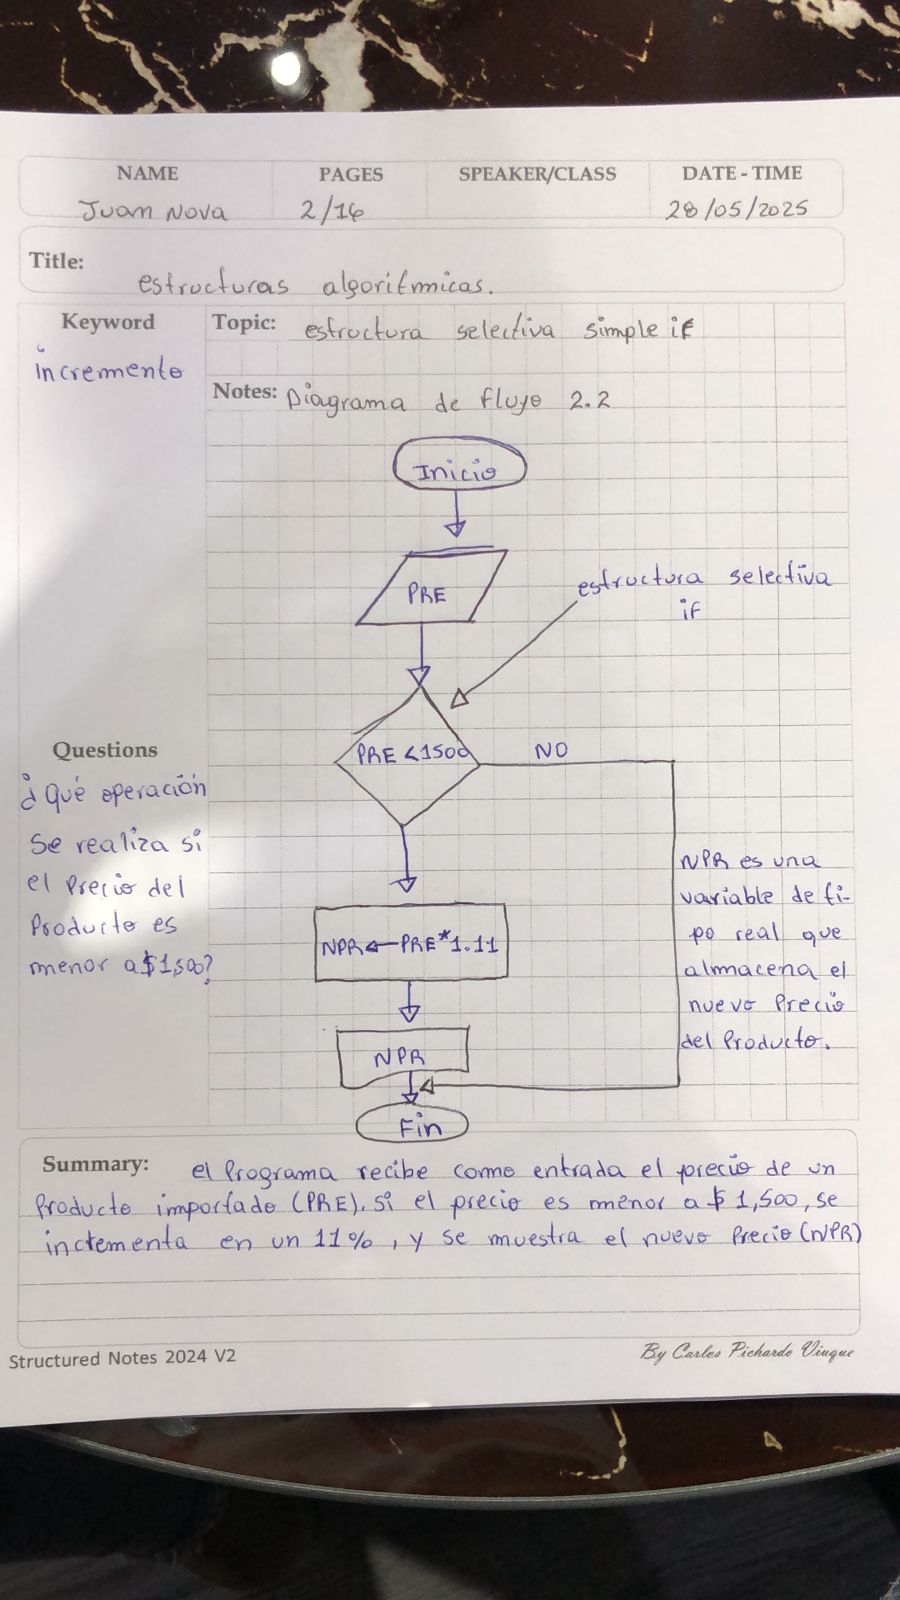 NAME
PAGES
SPEAKER/CLASS
DATE - TIME
Juan Nova
2/16
28/05/2025
Title:
estructuras algoritmicas.
Keyword
incremento
Topic: estructura selectiva simple if
Notes: Diagrama de flujo 2.2
Inicio
PRE
estructura selectiva
if
PRE <1500
NO
NPR←PRE*1.11
NPR
Fin
NPR es una
variable de ti-
po real que
almacena el
nuevo Precio
del Producto.
Questions
¿Qué operación
se realiza si
el Precio del
Producto es
menor a $1,500?
Summary: el Programa recibe como entrada el precio de un
Producto importado (PRE). si el precio es menor a $ 1,500, se
incrementa en un 11%, y se muestra el nuevo Precio (NPR)
Structured Notes 2024 V2
By Carlos Pichardo Viuque